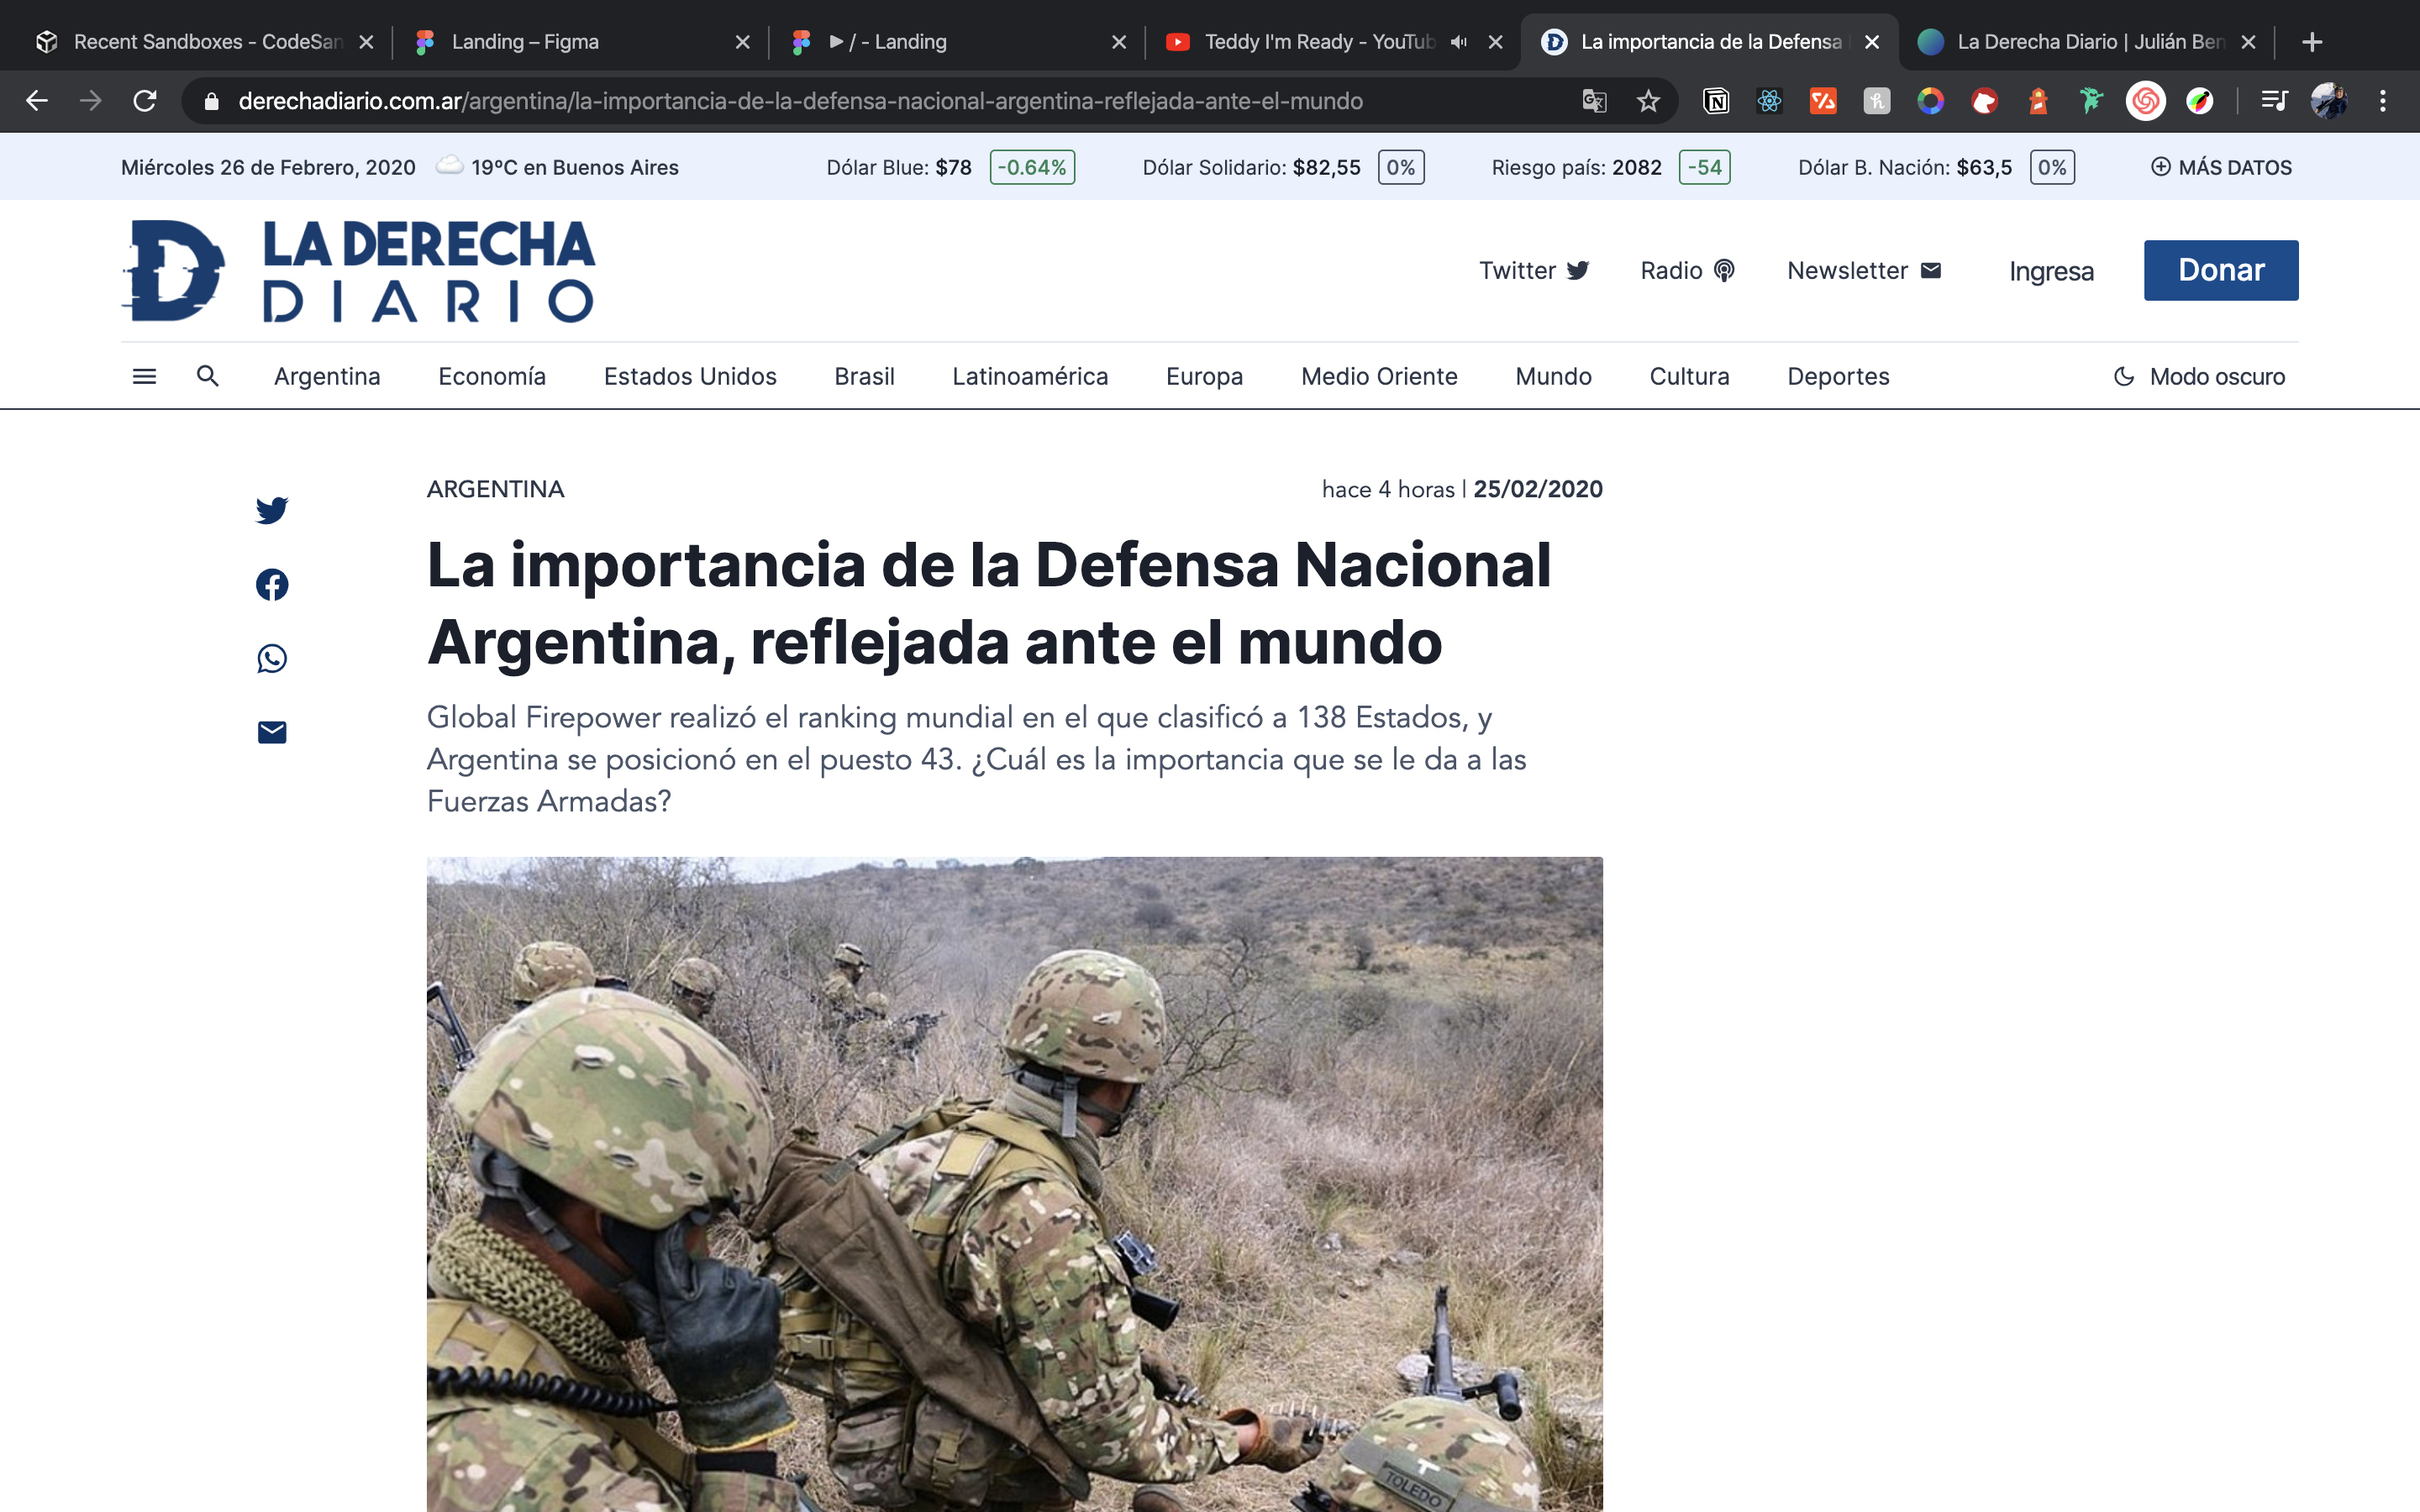 Recent Sandboxes - CodeSan
Landing – Figma
/ - Landing
Teddy I'm Ready - YouTub
La importancia de la Defensa
La Derecha Diario | Julián Ben
derechadiario.com.ar/argentina/la-importancia-de-la-defensa-nacional-argentina-reflejada-ante-el-mundo
Miércoles 26 de Febrero, 2020 19ºC en Buenos Aires Dólar Blue: $78 -0.64% Dólar Solidario: $82,55 0% Riesgo país: 2082 -54 Dólar B. Nación: $63,5 0% MÁS DATOS
LA DERECHA
DIARIO
Twitter Radio Newsletter Ingresa Donar
Argentina Economía Estados Unidos Brasil Latinoamérica Europa Medio Oriente Mundo Cultura Deportes Modo oscuro
ARGENTINA hace 4 horas | 25/02/2020
La importancia de la Defensa Nacional
Argentina, reflejada ante el mundo
Global Firepower realizó el ranking mundial en el que clasificó a 138 Estados, y
Argentina se posicionó en el puesto 43. ¿Cuál es la importancia que se le da a las
Fuerzas Armadas?
TOLEDO